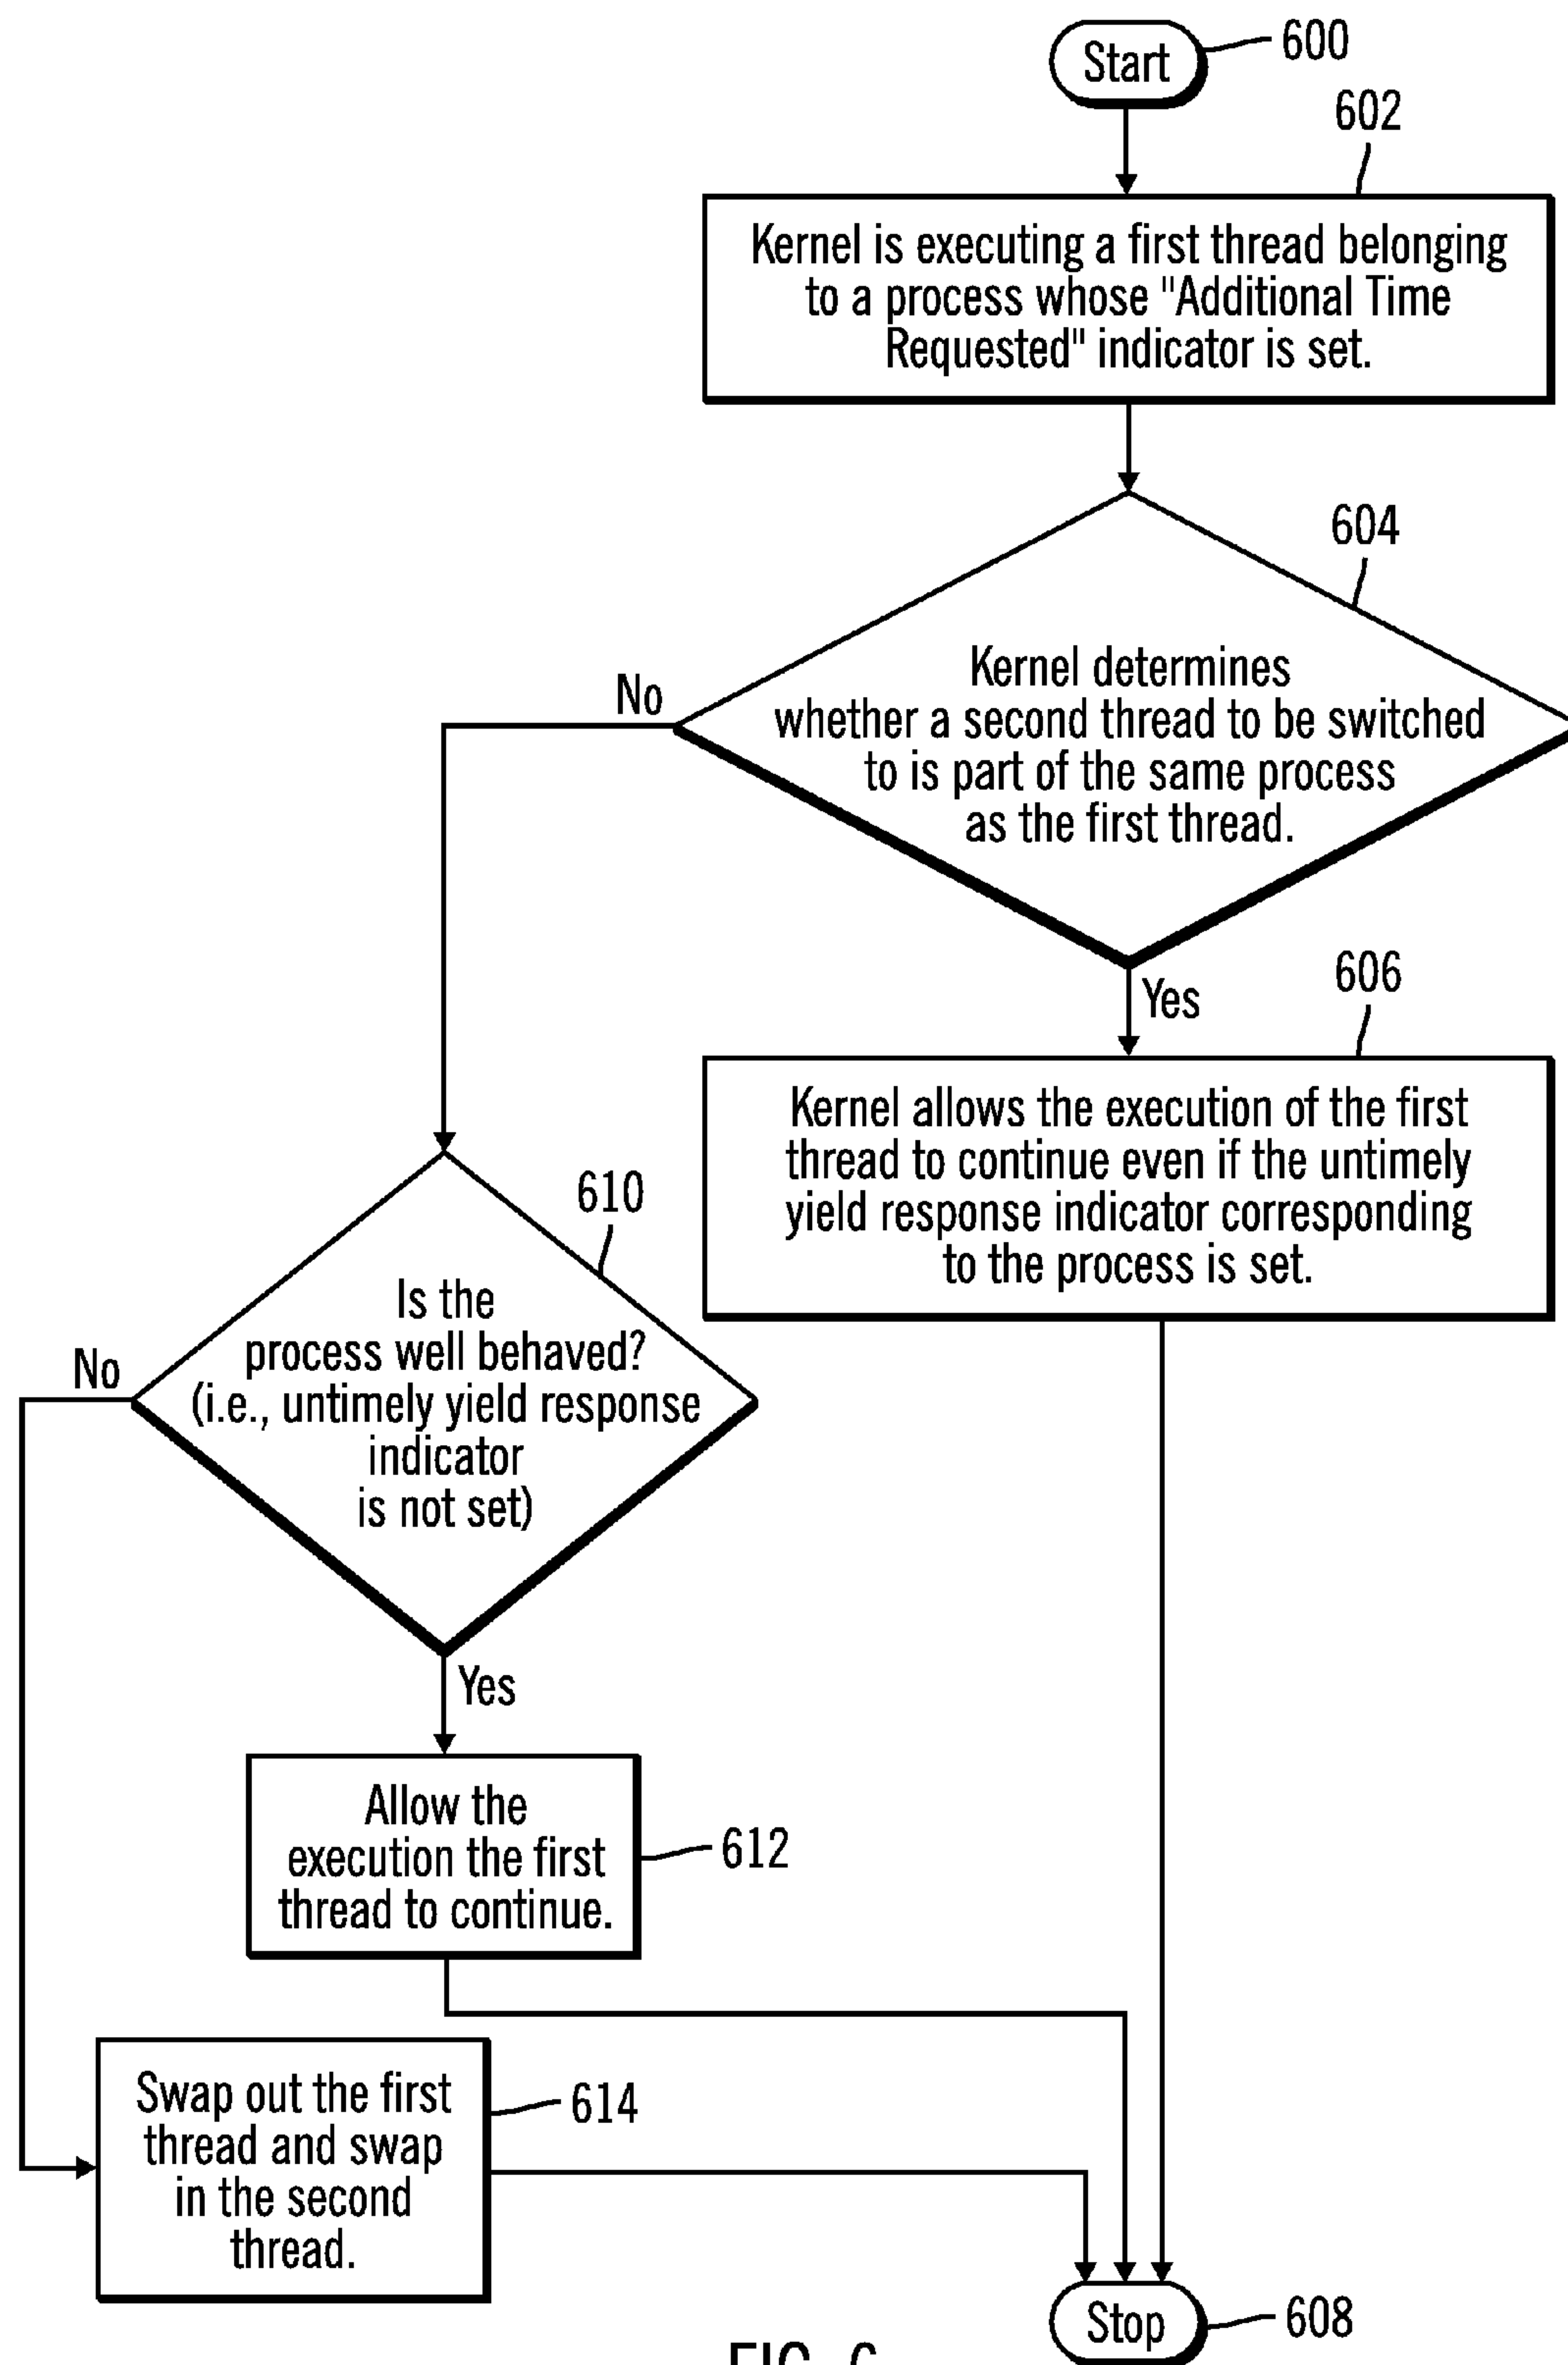 Start
600
602
Kernel is executing a first thread belonging
to a process whose "Additional Time
Requested" indicator is set.
604
Kernel determines
whether a second thread to be switched
to is part of the same process
as the first thread.
No
Yes
606
Kernel allows the execution of the first
thread to continue even if the untimely
yield response indicator corresponding
to the process is set.
610
Is the
process well behaved?
(i.e., untimely yield response
indicator
is not set)
No
Yes
Allow the
execution the first
thread to continue.
612
Swap out the first
thread and swap
in the second
thread.
614
Stop
608